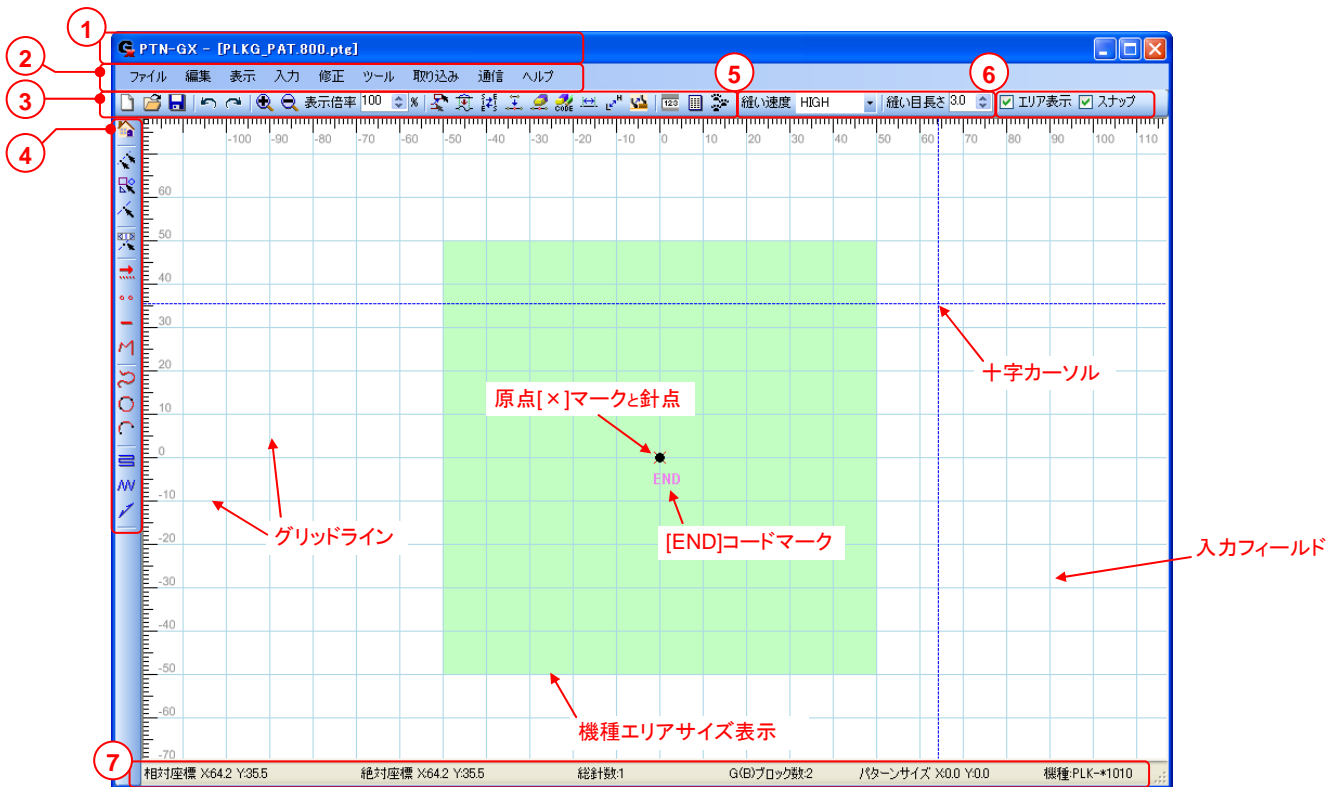 ①
PTN-GX - [PLKG_PAT.800.ptg]
②
ファイル 編集 表示 入力 修正 ツール 取り込み 通信 ヘルプ
⑤
⑥
③
表示倍率 100 % CODE H 123 縫い速度 HIGH 縫い目長さ 3.0 エリア表示 スナップ
④
-100 -90 -80 -70 -60 -50 -40 -30 -20 -10 0 10 20 30 40 50 60 70 80 90 100 110
60
50
40
30
十字カーソル
20
原点[×]マークと針点
10
0
END
-10
グリッドライン
[END]コードマーク
-20
入力フィールド
-30
-40
-50
-60
機種エリアサイズ表示
-70
⑦
相対座標 X:64.2 Y:35.5 絶対座標 X:64.2 Y:35.5 総針数:1 G(B)ブロック数:2 パターンサイズ X:0.0 Y:0.0 機種:PLK-*1010